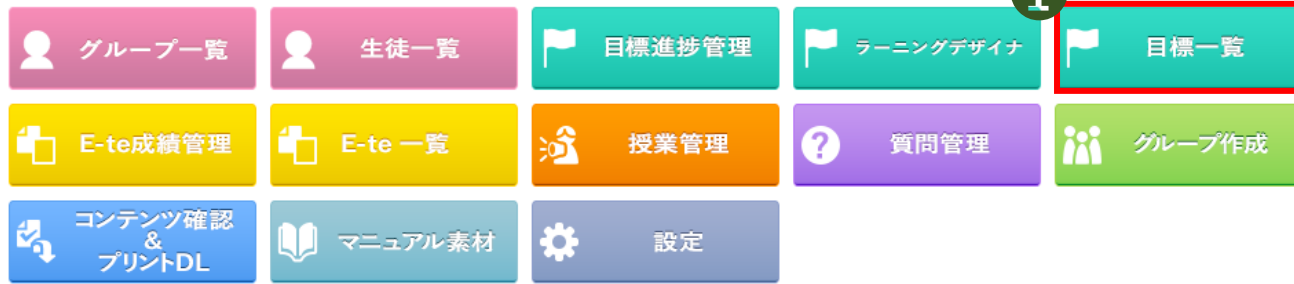 1
グループ一覧 生徒一覧 目標進捗管理 ラーニングデザイナ 目標一覧
E-te成績管理 E-te 一覧 授業管理 ? 質問管理 グループ作成
コンテンツ確認
&
プリントDL
マニュアル素材 設定